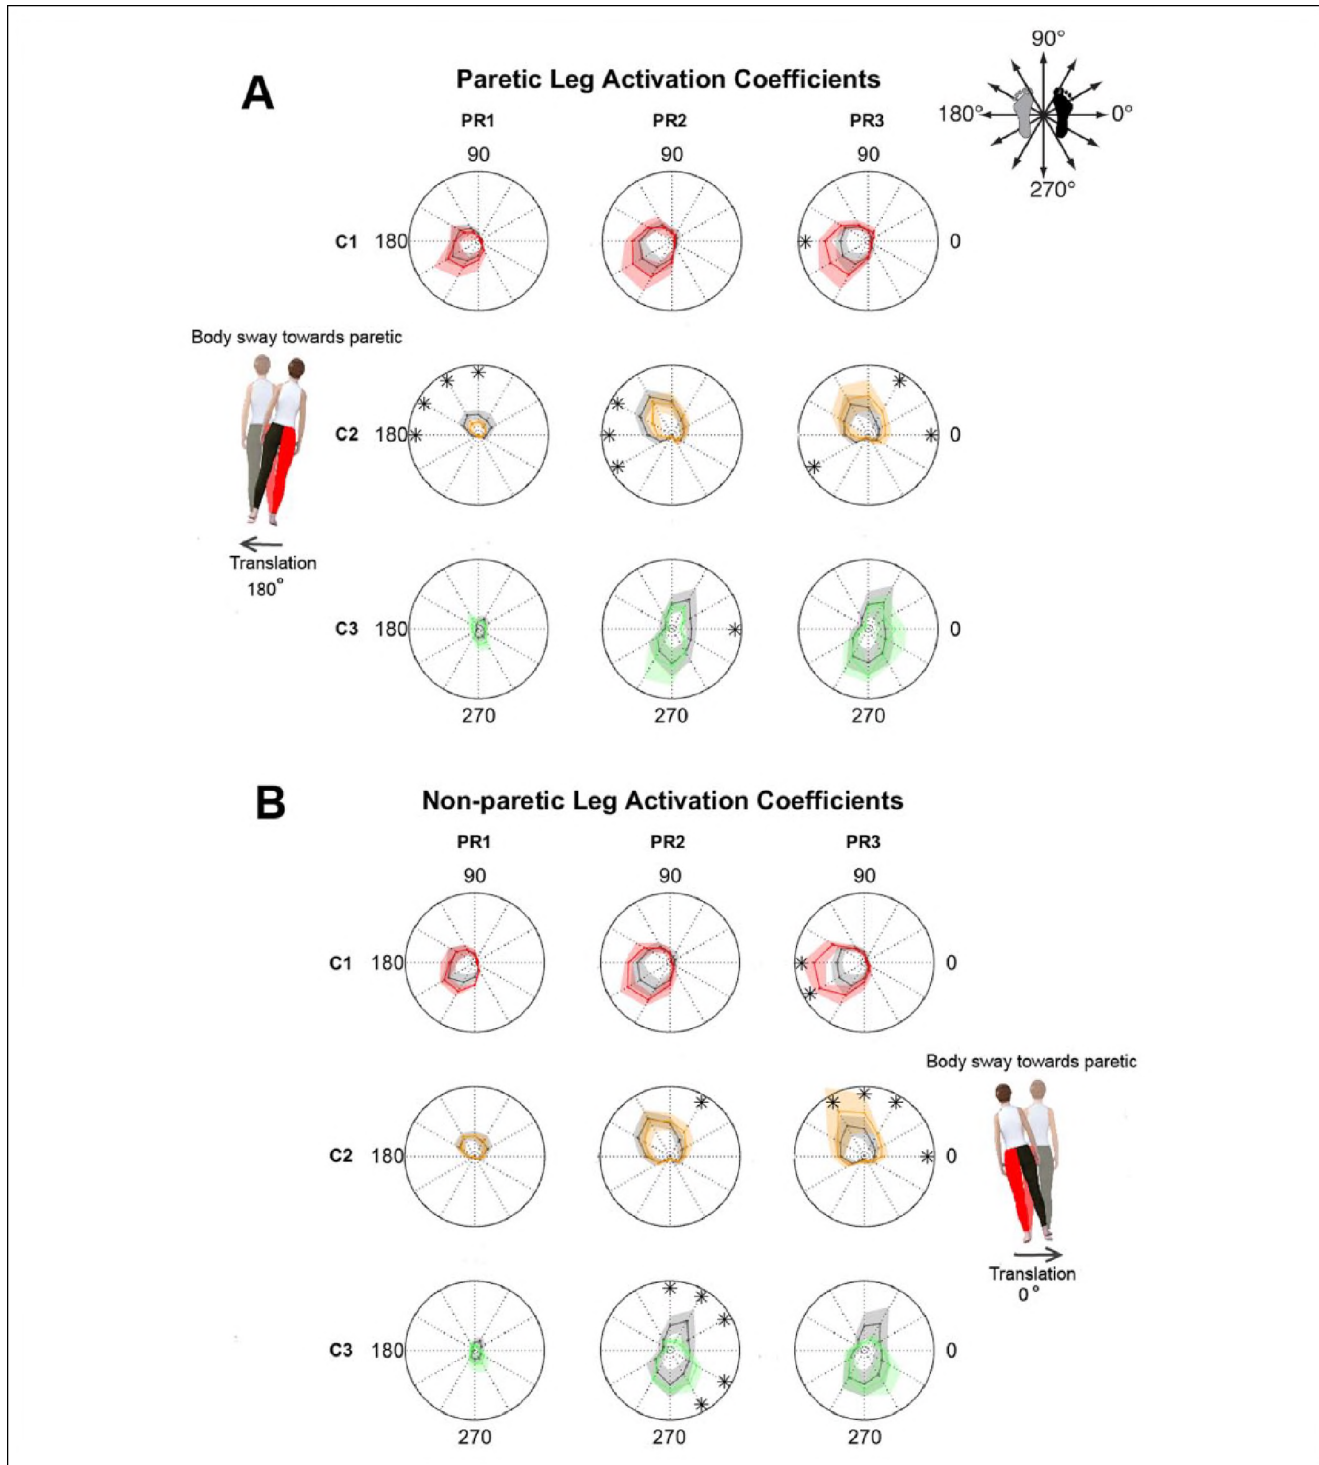 A
Paretic Leg Activation Coefficients
90°
180°
0°
270°
PR1
PR2
PR3
90
90
90
C1
180
0
*
Body sway towards paretic
* * * *
* * *
* * *
C2
180
0
Translation
180°
C3
180
*
0
270
270
270
B
Non-paretic Leg Activation Coefficients
PR1
PR2
PR3
90
90
90
C1
180
* *
0
Body sway towards paretic
*
* * * *
C2
180
0
Translation
0°
* * * * *
C3
180
0
270
270
270